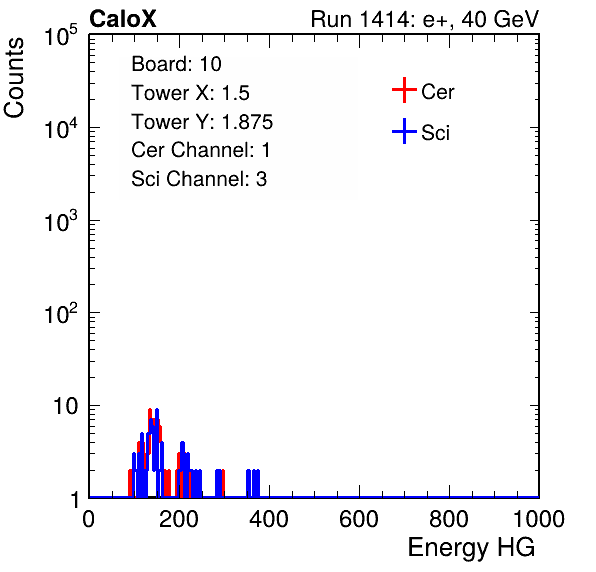 CaloX Run 1414: e+, 40 GeV
Counts
10^5
10^4
10^3
10^2
10
1
Board: 10
Tower X: 1.5
Tower Y: 1.875
Cer Channel: 1
Sci Channel: 3
Cer
Sci
0 200 400 600 800 1000
Energy HG